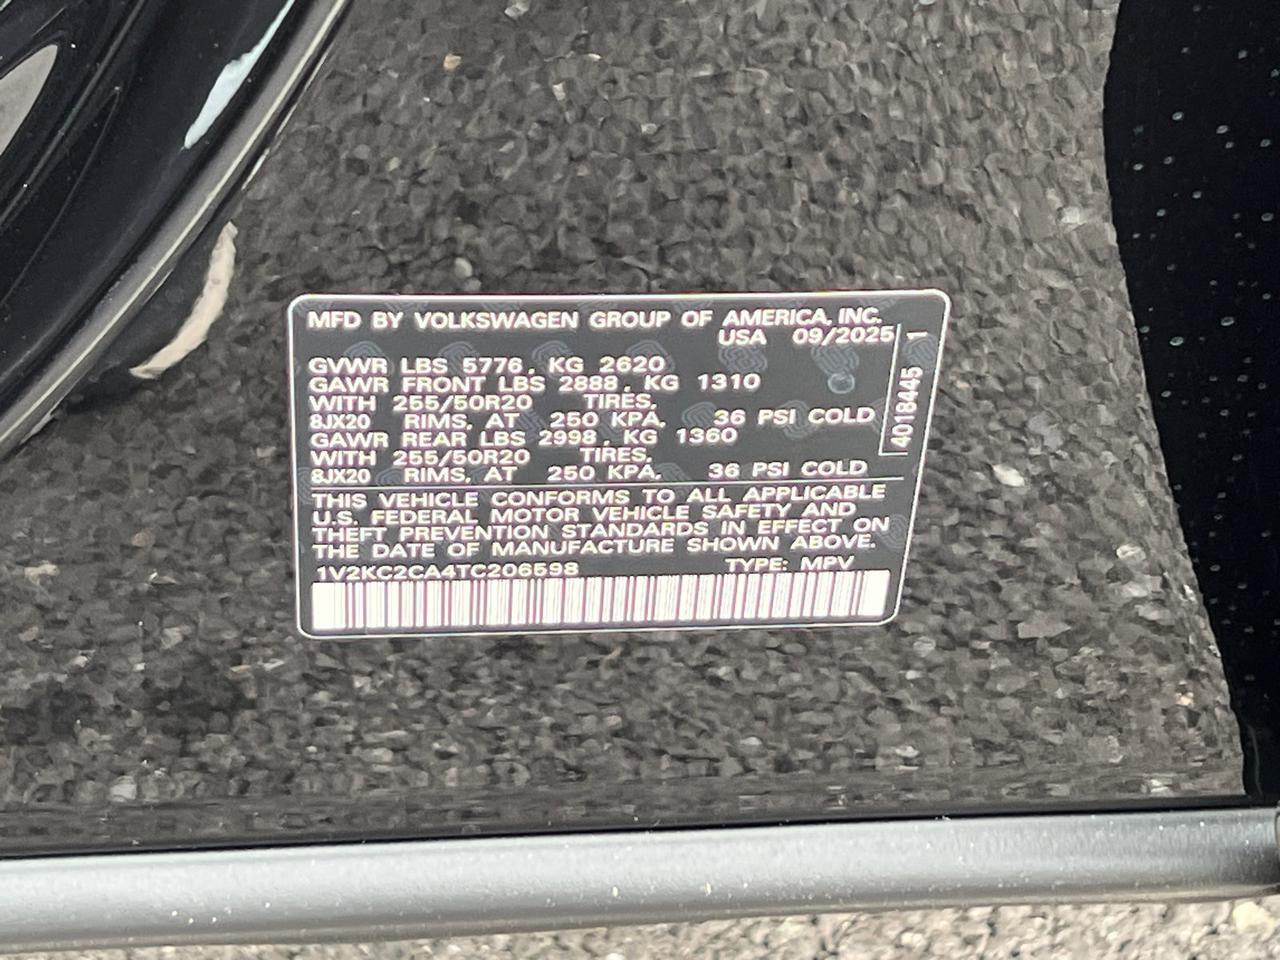 MFD BY VOLKSWAGEN GROUP OF AMERICA, INC.
USA 09/2025
GVWR LBS 5776, KG 2620
GAWR FRONT LBS 2888, KG 1310
WITH 255/50R20 TIRES,
8JX20 RIMS, AT 250 KPA, 36 PSI COLD
GAWR REAR LBS 2998, KG 1360
WITH 255/50R20 TIRES,
8JX20 RIMS, AT 250 KPA, 36 PSI COLD
THIS VEHICLE CONFORMS TO ALL APPLICABLE
U.S. FEDERAL MOTOR VEHICLE SAFETY AND
THEFT PREVENTION STANDARDS IN EFFECT ON
THE DATE OF MANUFACTURE SHOWN ABOVE.
1V2KC2CA4TC206598 TYPE: MPV
4018445 1